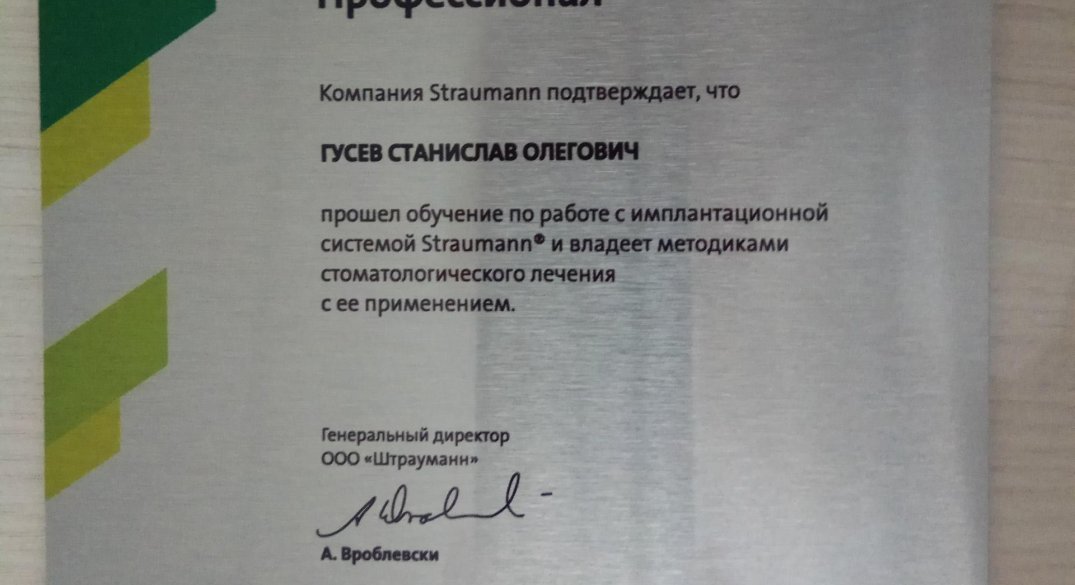 Профессионал
Компания Straumann подтверждает, что
ГУСЕВ СТАНИСЛАВ ОЛЕГОВИЧ
прошел обучение по работе с имплантационной
системой Straumann® и владеет методиками
стоматологического лечения
с ее применением.
Генеральный директор
ООО «Штрауманн»
А. Вроблевски